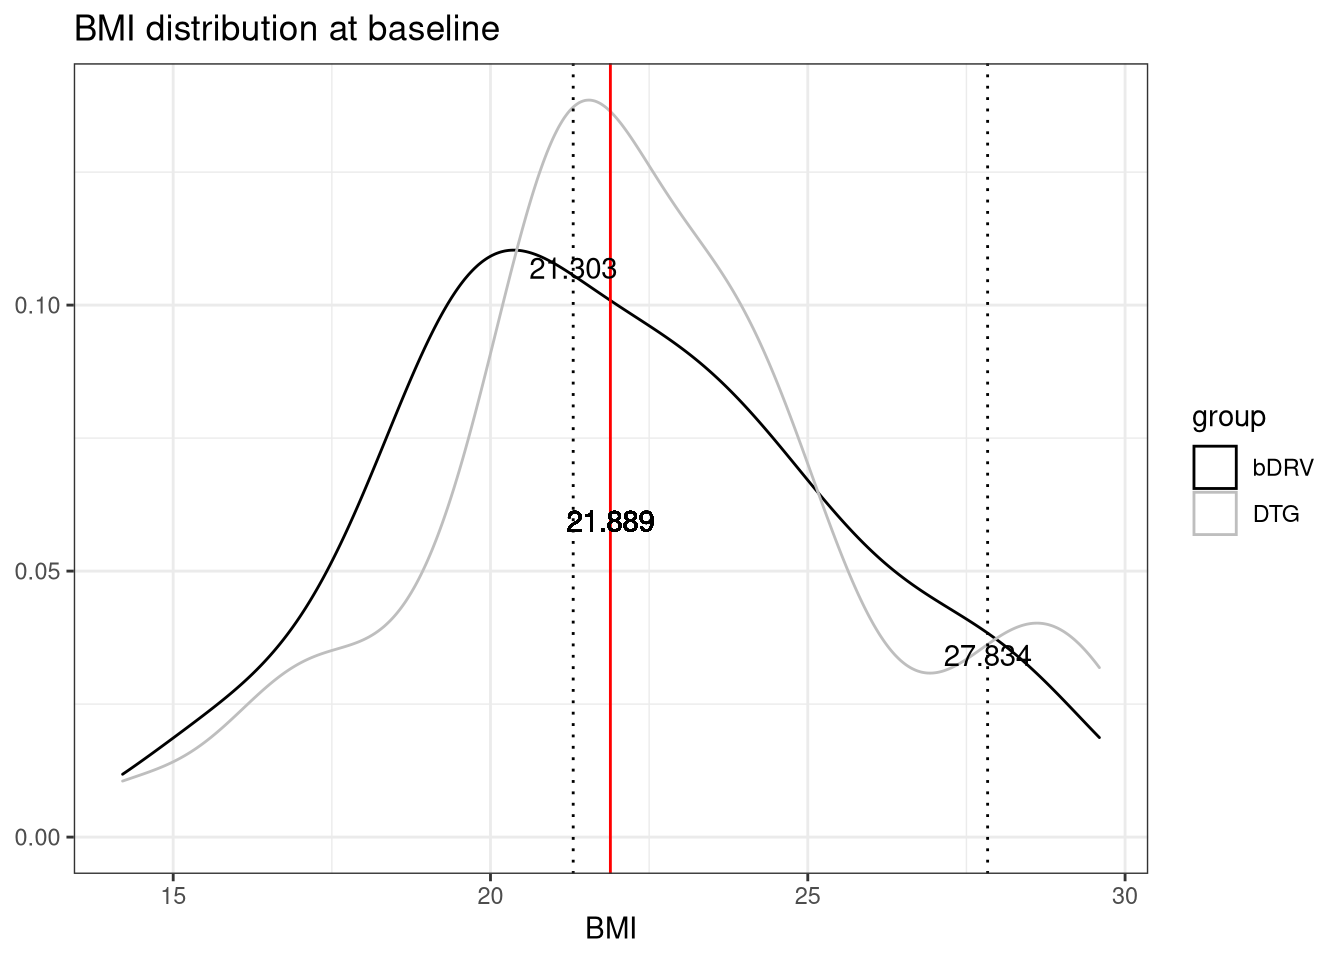 BMI distribution at baseline
0.10
0.05
0.00
21.303
21.889
27.834
15
20
25
30
BMI
group
bDRV
DTG